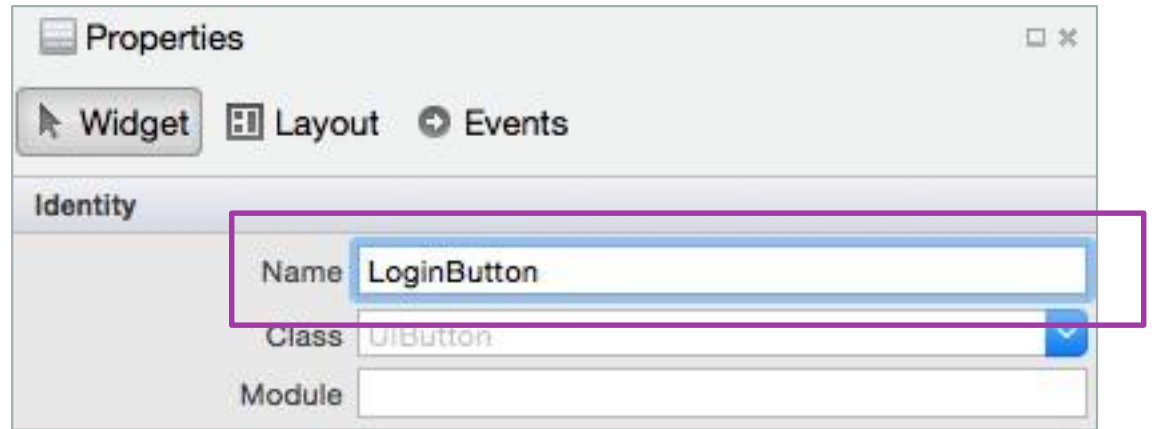 Properties
Widget Layout Events
Identity
Name LoginButton
Class UIButton
Module